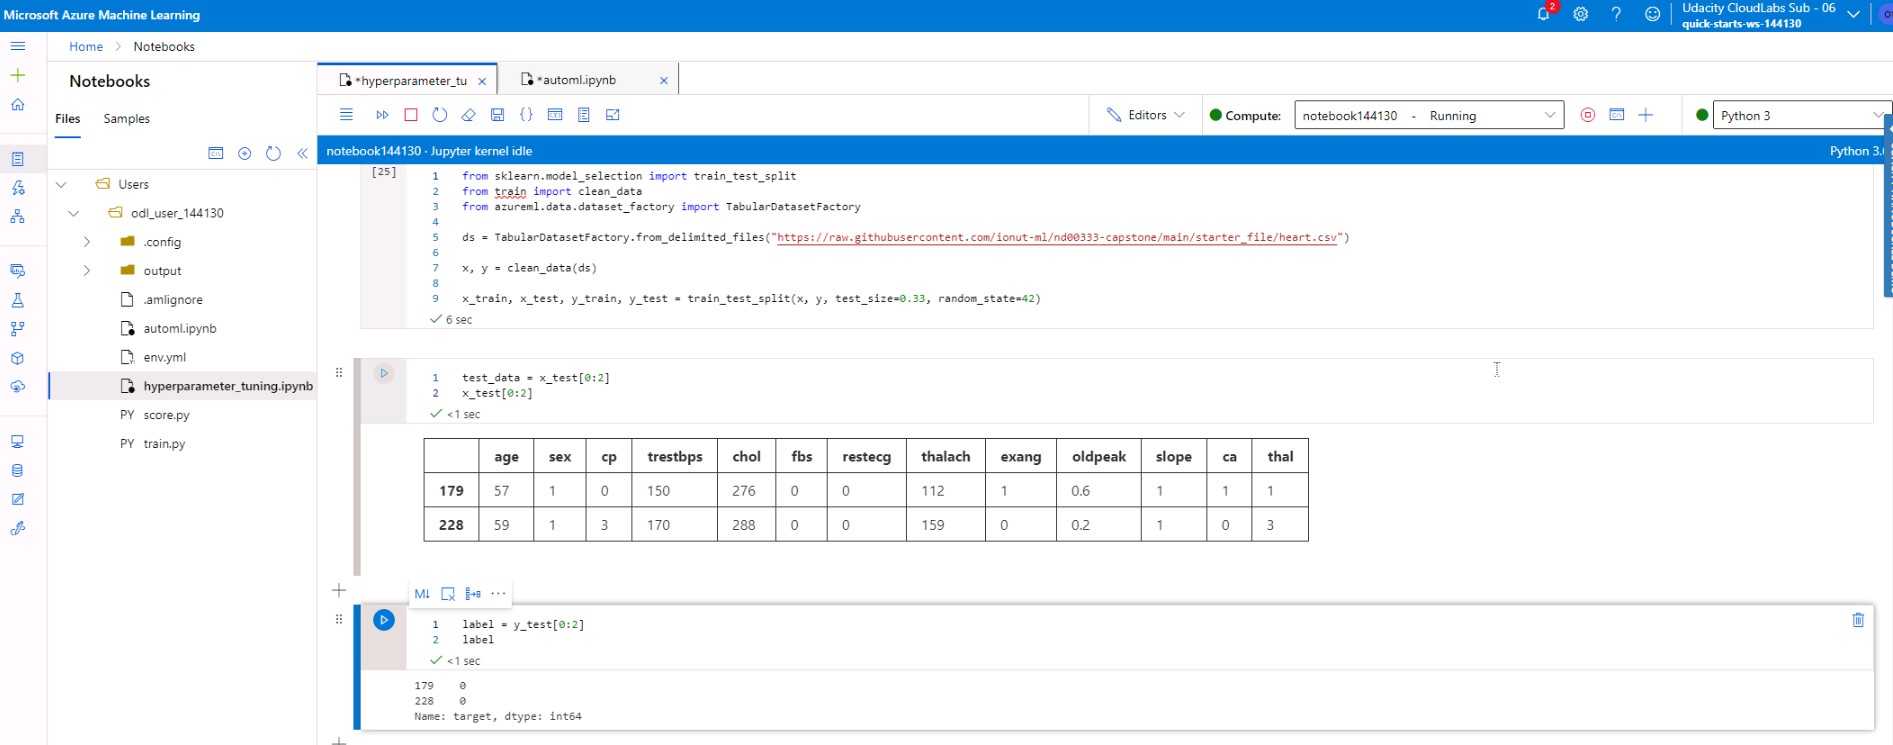 Microsoft Azure Machine Learning
2
Udacity CloudLabs Sub - 06
quick-starts-ws-144130
Home > Notebooks
Notebooks
Files Samples
Users
odl_user_144130
.config
output
.amlignore
automl.ipynb
env.yml
hyperparameter_tuning.ipynb
PY score.py
PY train.py
*hyperparameter_tu × *automl.ipynb ×
Editors Compute: notebook144130 - Running Python 3
notebook144130 · Jupyter kernel idle
[25]
1 from sklearn.model_selection import train_test_split
2 from train import clean_data
3 from azureml.data.dataset_factory import TabularDatasetFactory
4
5 ds = TabularDatasetFactory.from_delimited_files("https://raw.githubusercontent.com/ionut-ml/nd00333-capstone/main/starter_file/heart.csv")
6
7 x, y = clean_data(ds)
8
9 x_train, x_test, y_train, y_test = train_test_split(x, y, test_size=0.33, random_state=42)
6 sec
1 test_data = x_test[0:2]
2 x_test[0:2]
<1 sec
age sex cp trestbps chol fbs restecg thalach exang oldpeak slope ca thal
179 57 1 0 150 276 0 0 112 1 0.6 1 1 1
228 59 1 3 170 288 0 0 159 0 0.2 1 0 3
M↓ ···
1 label = y_test[0:2]
2 label
<1 sec
179 0
228 0
Name: target, dtype: int64